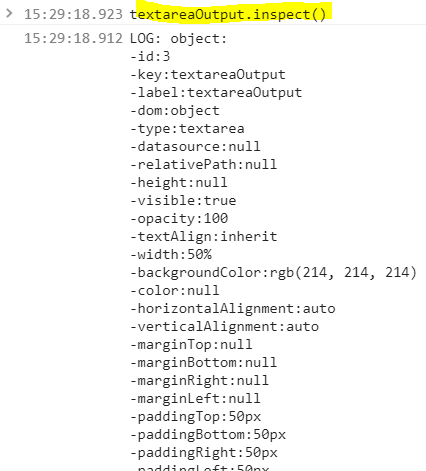 > 15:29:18.923 textareaOutput.inspect()
15:29:18.912 LOG: object:
-id:3
-key:textareaOutput
-label:textareaOutput
-dom:object
-type:textarea
-datasource:null
-relativePath:null
-height:null
-visible:true
-opacity:100
-textAlign:inherit
-width:50%
-backgroundColor:rgb(214, 214, 214)
-color:null
-horizontalAlignment:auto
-verticalAlignment:auto
-marginTop:null
-marginBottom:null
-marginRight:null
-marginLeft:null
-paddingTop:50px
-paddingBottom:50px
-paddingRight:50px
-paddingLeft:50px